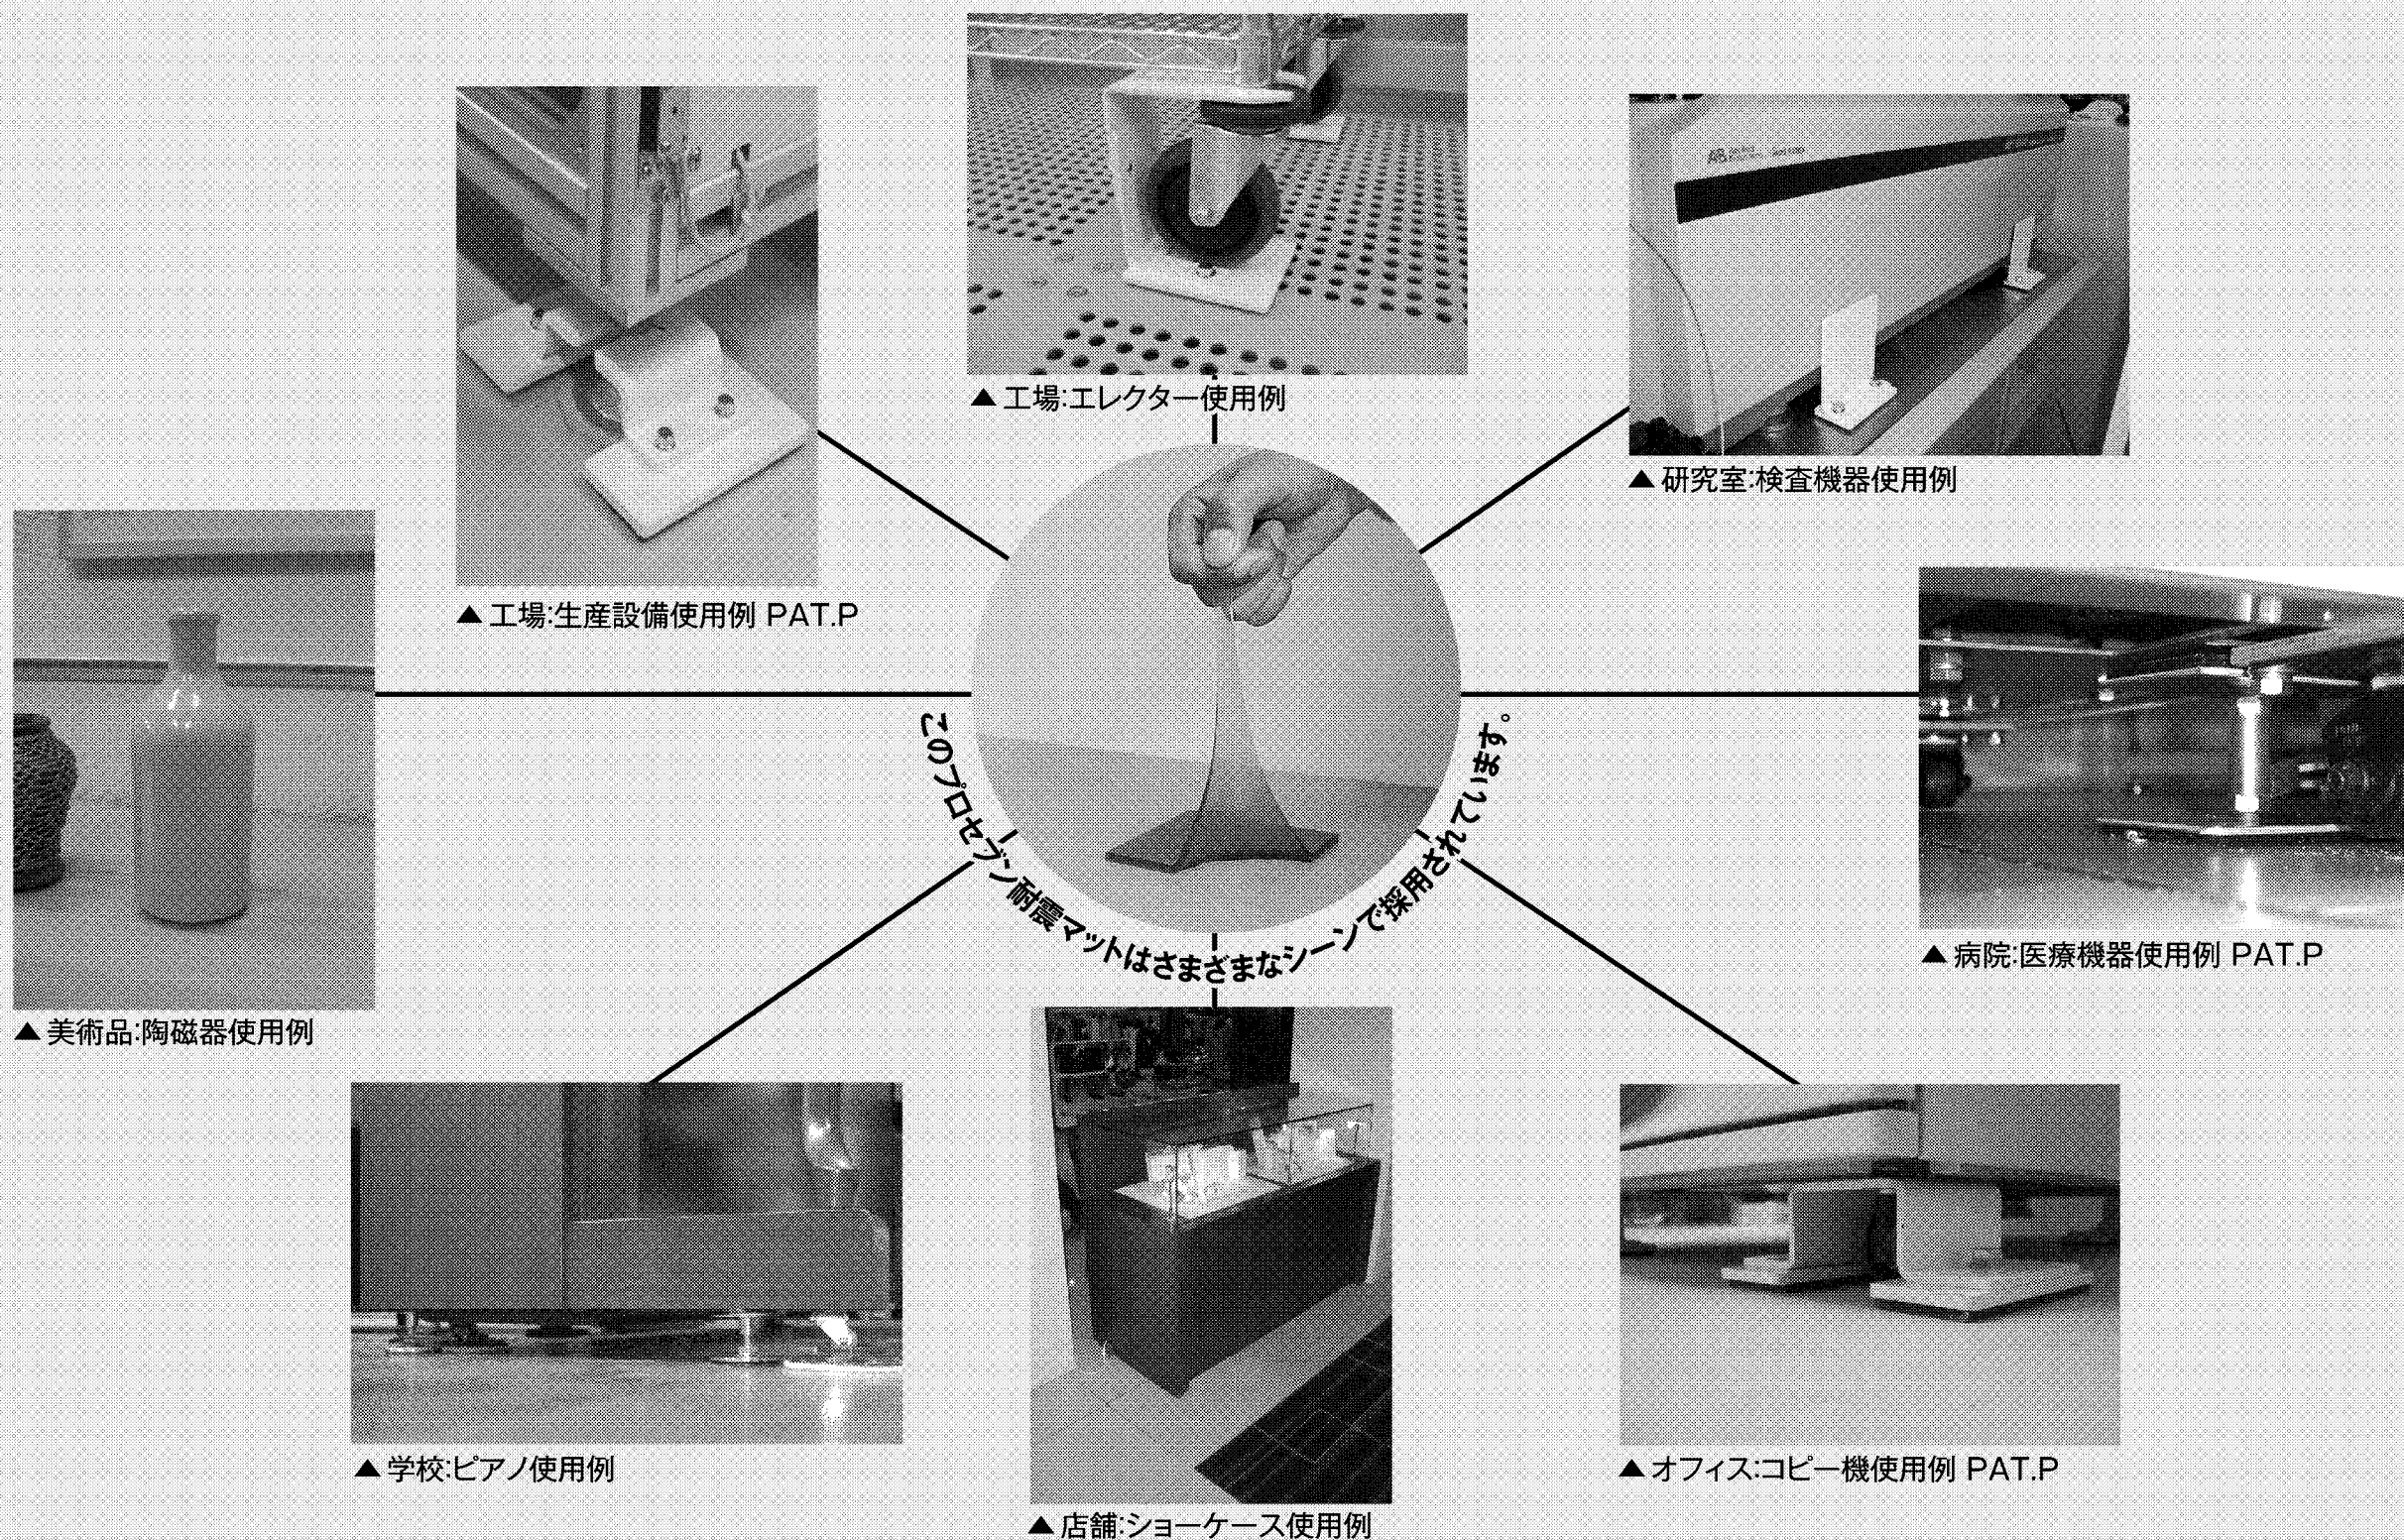 ▲ 工場:エレクター使用例
▲ 研究室:検査機器使用例
▲ 工場:生産設備使用例 PAT.P
このプロセブン耐震マットはさまざまなシーンで採用されています。
▲ 病院:医療機器使用例 PAT.P
▲ 美術品:陶磁器使用例
▲ 学校:ピアノ使用例
▲ オフィス:コピー機使用例 PAT.P
▲ 店舗:ショーケース使用例